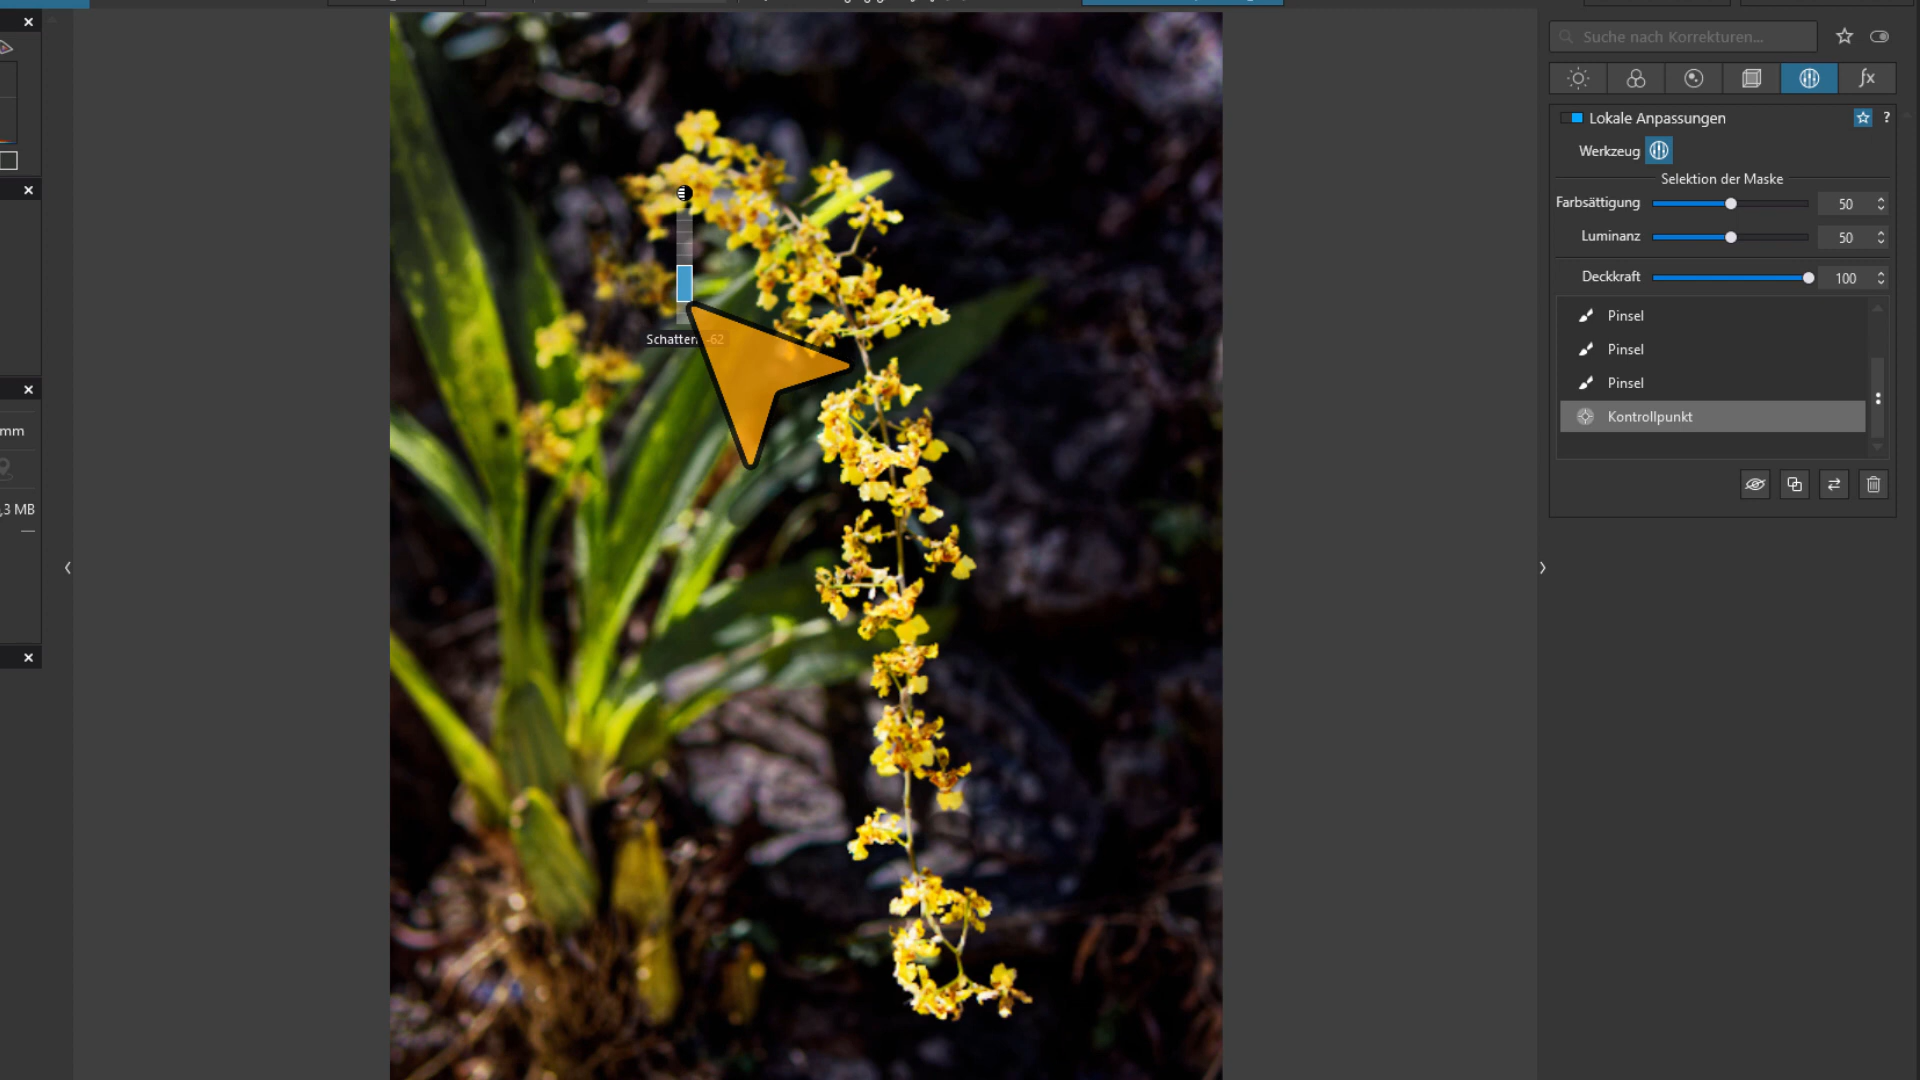 Suche nach Korrekturen...
Lokale Anpassungen
?
Werkzeug
Selektion der Maske
Farbsättigung 50
Luminanz 50
Deckkraft 100
Pinsel
Pinsel
Pinsel
Kontrollpunkt
fx
Schatten -62
mm
,3 MB